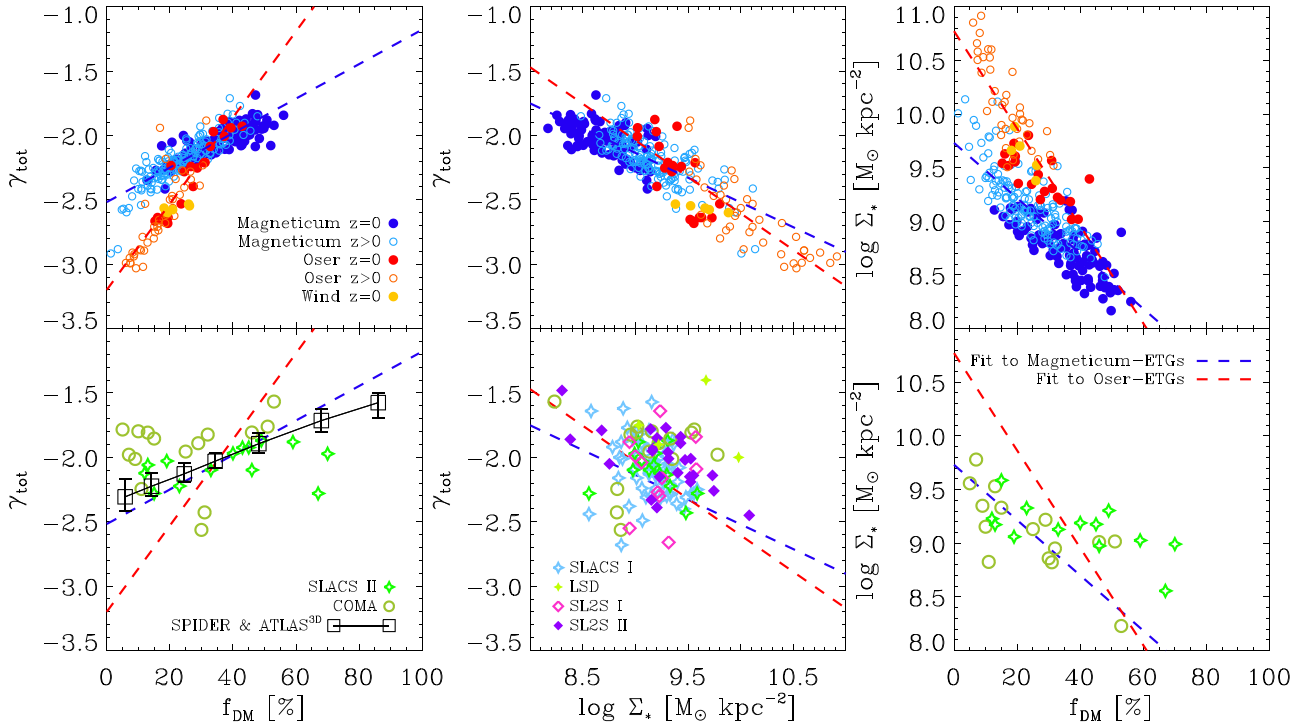 −1.0
−1.5
−2.0
−2.5
−3.0
−3.5
γtot
Magneticum z=0
Magneticum z>0
Oser z=0
Oser z>0
Wind z=0
−1.0
−1.5
−2.0
−2.5
−3.0
−3.5
γtot
11.0
10.5
10.0
9.5
9.0
8.5
8.0
log Σ* [M⊙ kpc−2]
−1.5
−2.0
−2.5
−3.0
−3.5
γtot
SLACS II
COMA
SPIDER & ATLAS3D
0 20 40 60 80 100
fDM [%]
−1.5
−2.0
−2.5
−3.0
−3.5
γtot
SLACS I
LSD
SL2S I
SL2S II
8.5 9.5 10.5
log Σ* [M⊙ kpc−2]
10.5
10.0
9.5
9.0
8.5
8.0
log Σ* [M⊙ kpc−2]
Fit to Magneticum−ETGs
Fit to Oser−ETGs
0 20 40 60 80 100
fDM [%]